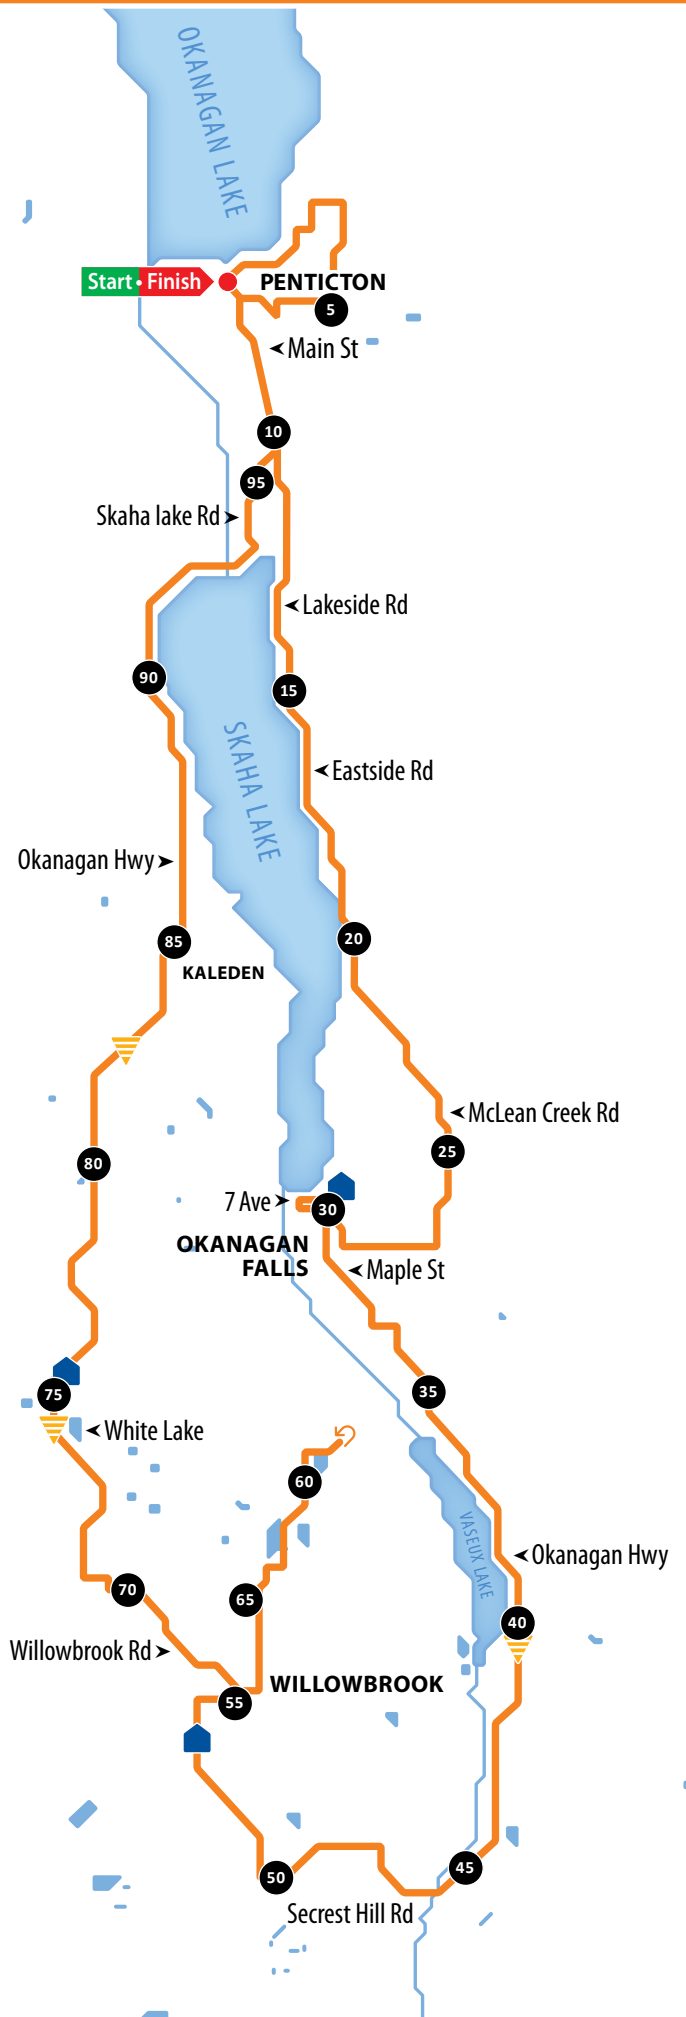 OKANAGAN LAKE
Start • Finish
PENTICTON
5
Main St
10
95
Skaha lake Rd
Lakeside Rd
90
15
SKAHA LAKE
Eastside Rd
Okanagan Hwy
20
85
KALEDEN
McLean Creek Rd
25
80
7 Ave
30
OKANAGAN
FALLS
Maple St
75
35
White Lake
60
VASEUX LAKE
Okanagan Hwy
70
65
40
Willowbrook Rd
WILLOWBROOK
55
45
50
Secrest Hill Rd